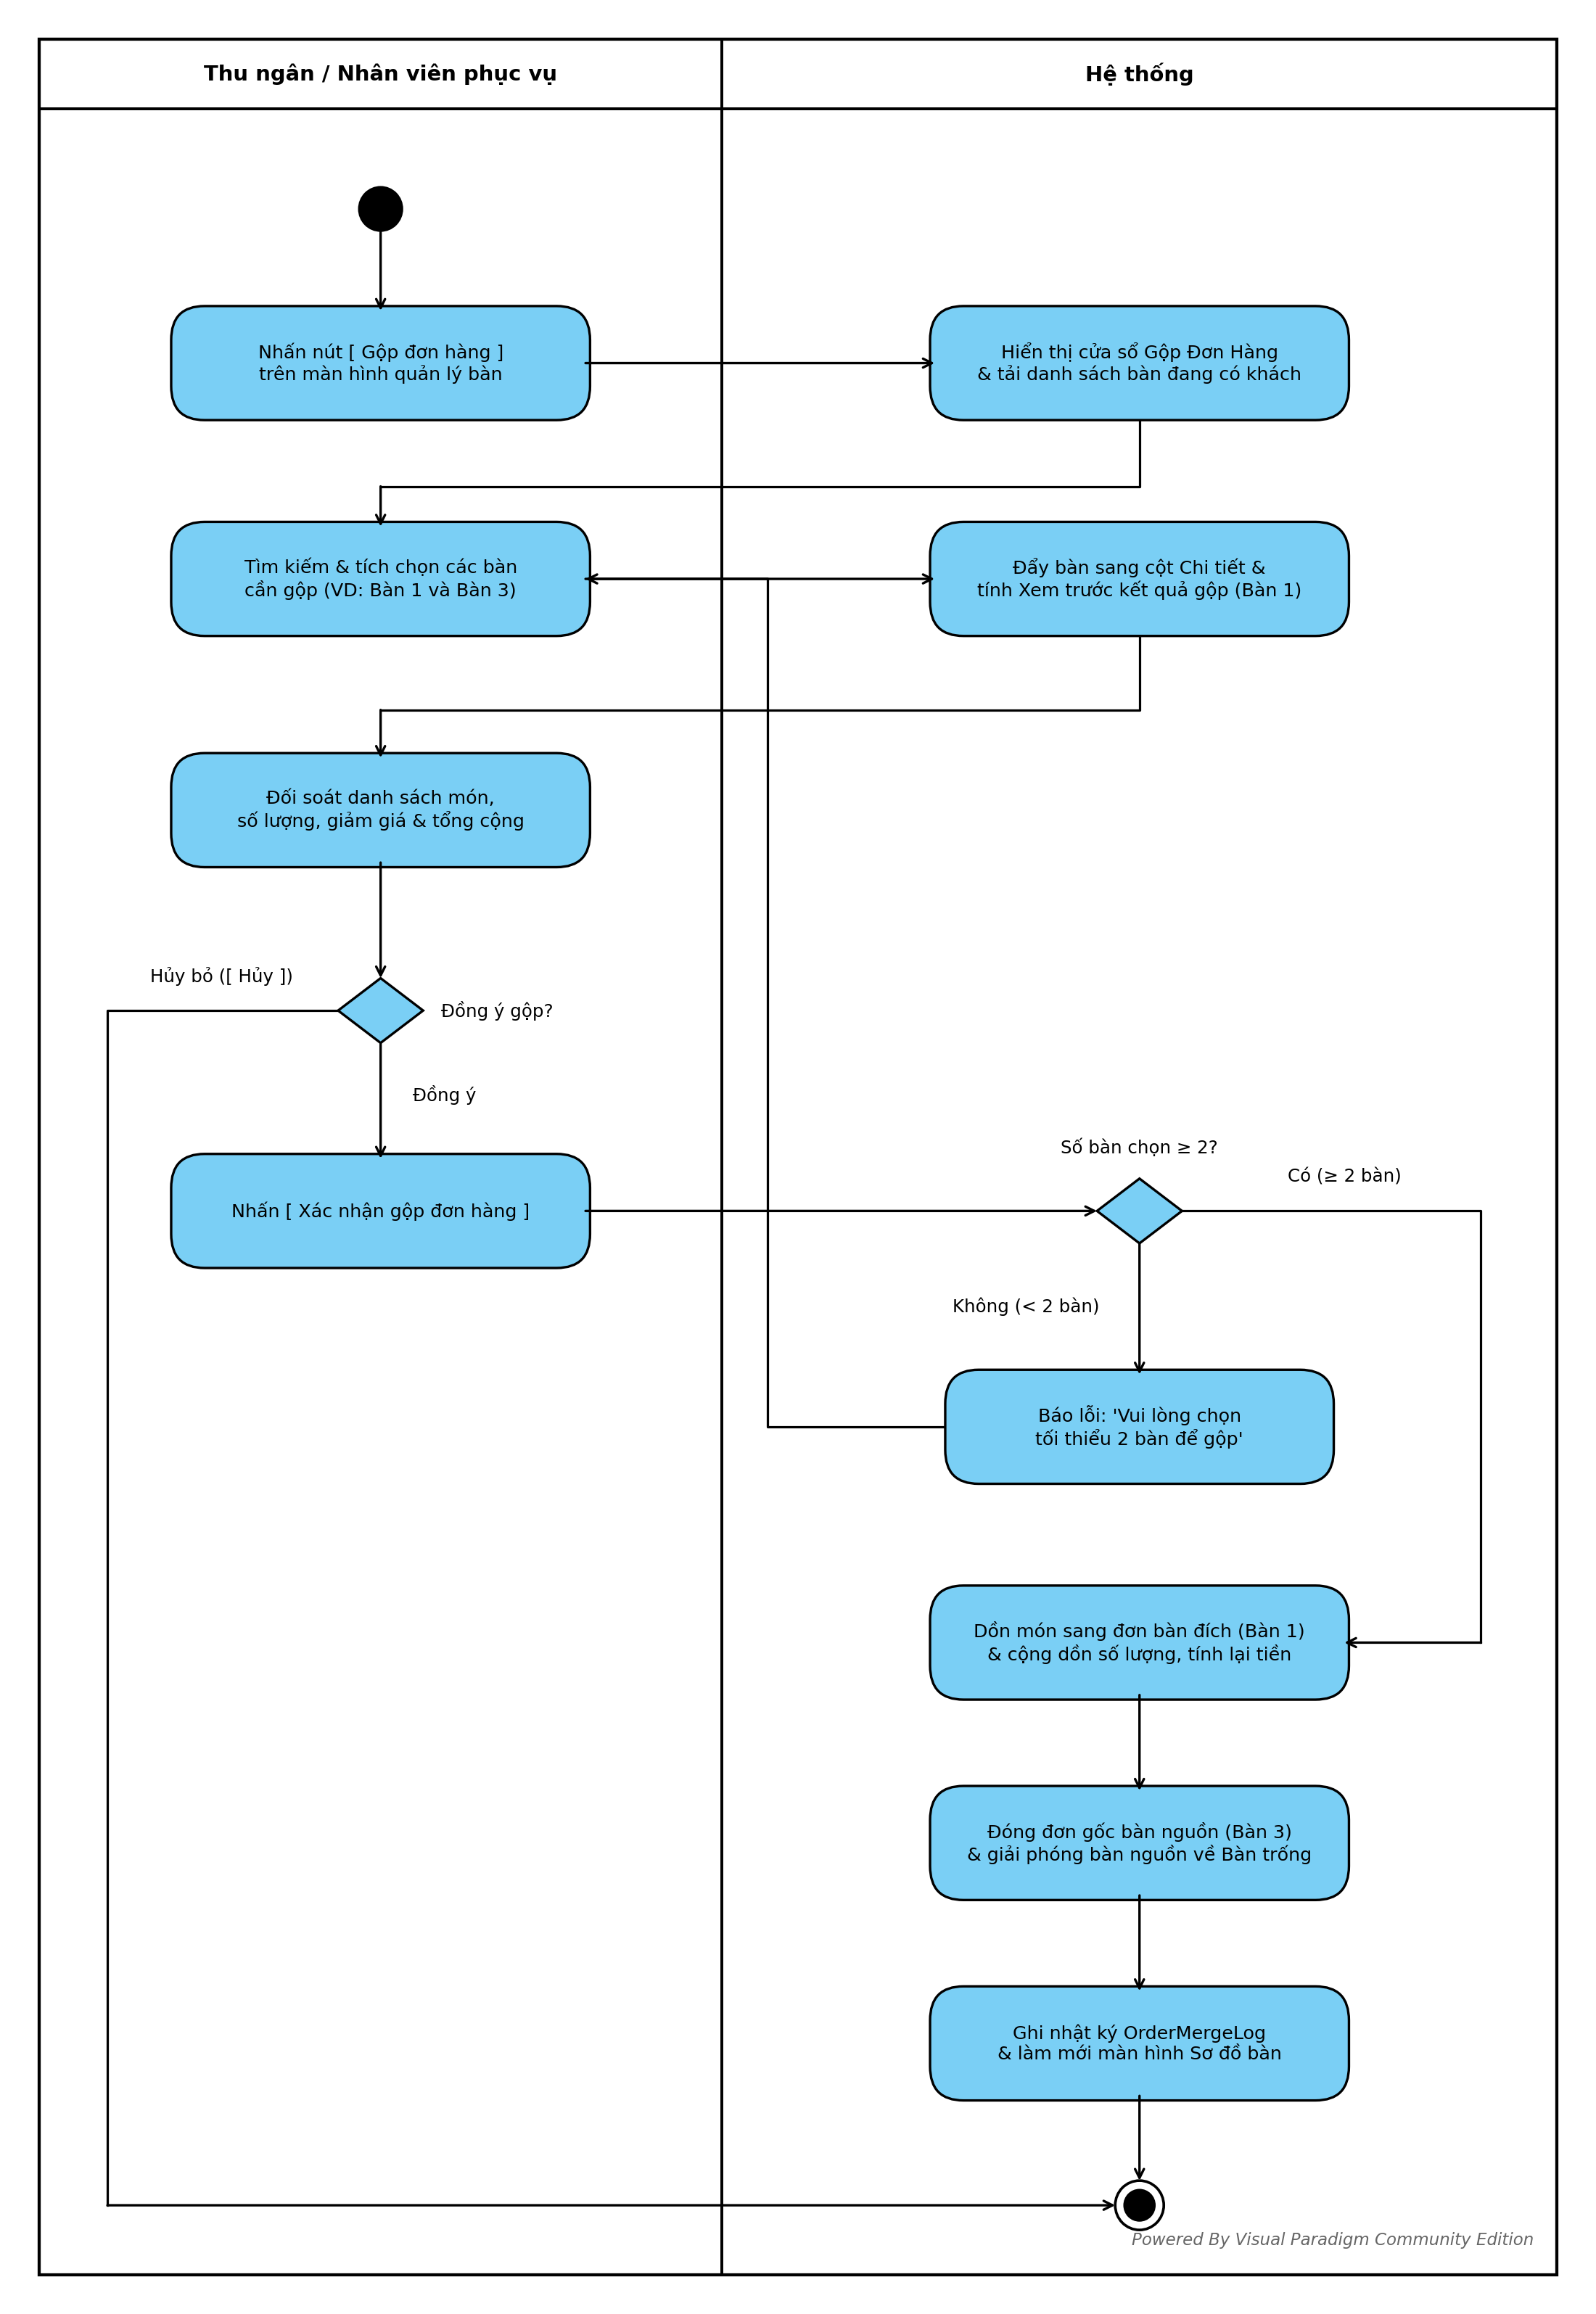 Thu ngân / Nhân viên phục vụ
Hệ thống
Nhấn nút [ Gộp đơn hàng ]
trên màn hình quản lý bàn
Hiển thị cửa sổ Gộp Đơn Hàng
& tải danh sách bàn đang có khách
Tìm kiếm & tích chọn các bàn
cần gộp (VD: Bàn 1 và Bàn 3)
Đẩy bàn sang cột Chi tiết &
tính Xem trước kết quả gộp (Bàn 1)
Đối soát danh sách món,
số lượng, giảm giá & tổng cộng
Hủy bỏ ([ Hủy ])
Đồng ý gộp?
Đồng ý
Nhấn [ Xác nhận gộp đơn hàng ]
Số bàn chọn ≥ 2?
Có (≥ 2 bàn)
Không (< 2 bàn)
Báo lỗi: 'Vui lòng chọn
tối thiểu 2 bàn để gộp'
Dồn món sang đơn bàn đích (Bàn 1)
& cộng dồn số lượng, tính lại tiền
Đóng đơn gốc bàn nguồn (Bàn 3)
& giải phóng bàn nguồn về Bàn trống
Ghi nhật ký OrderMergeLog
& làm mới màn hình Sơ đồ bàn
Powered By Visual Paradigm Community Edition